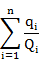 n
∑ qᵢ/Qᵢ
i=1